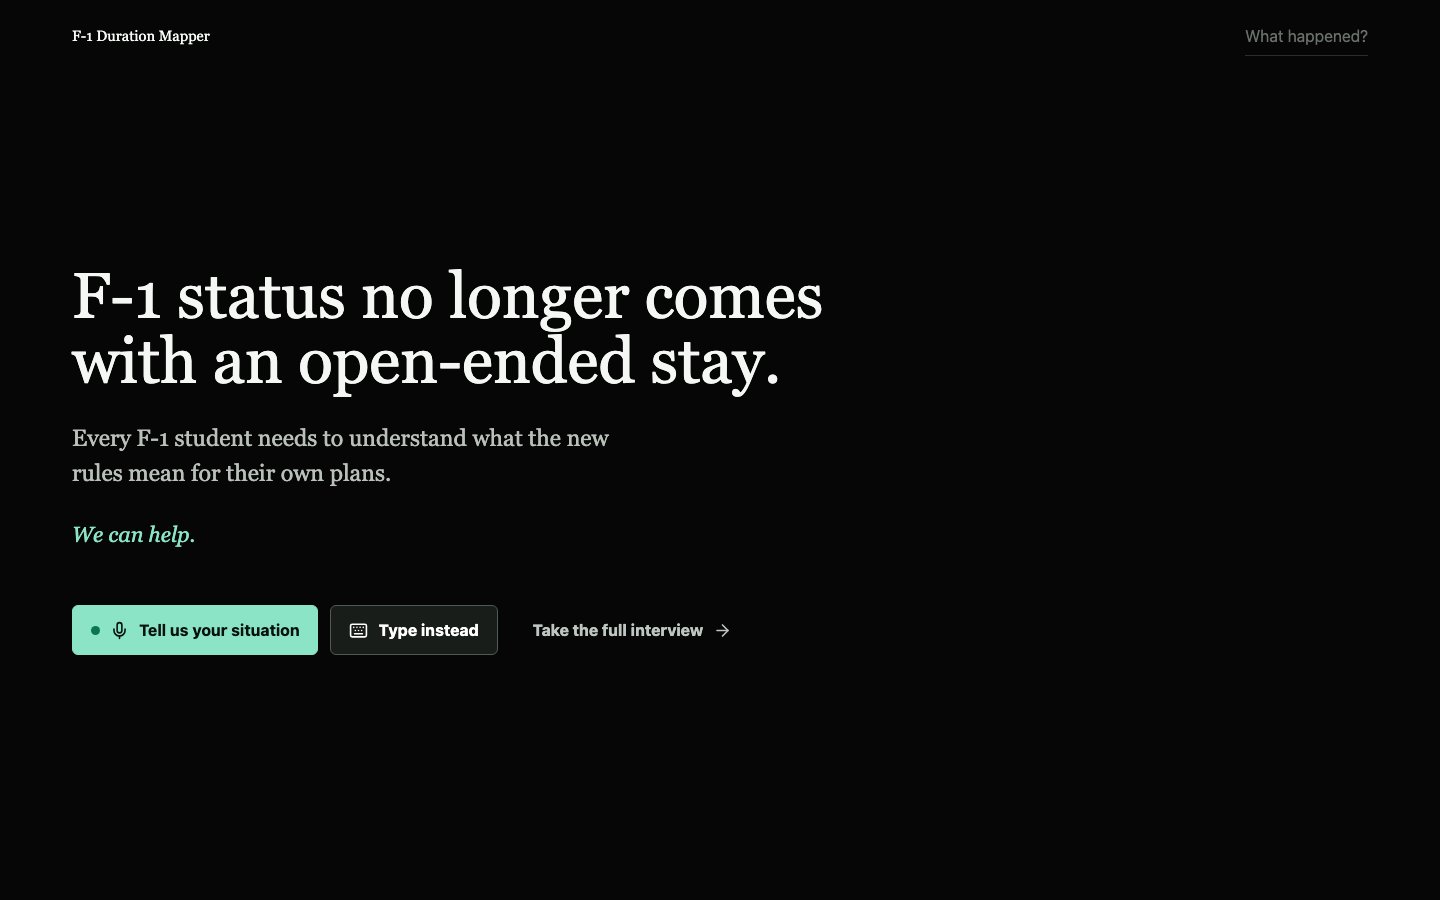 F-1 Duration Mapper
What happened?
F-1 status no longer comes
with an open-ended stay.
Every F-1 student needs to understand what the new
rules mean for their own plans.
We can help.
Tell us your situation
Type instead
Take the full interview →